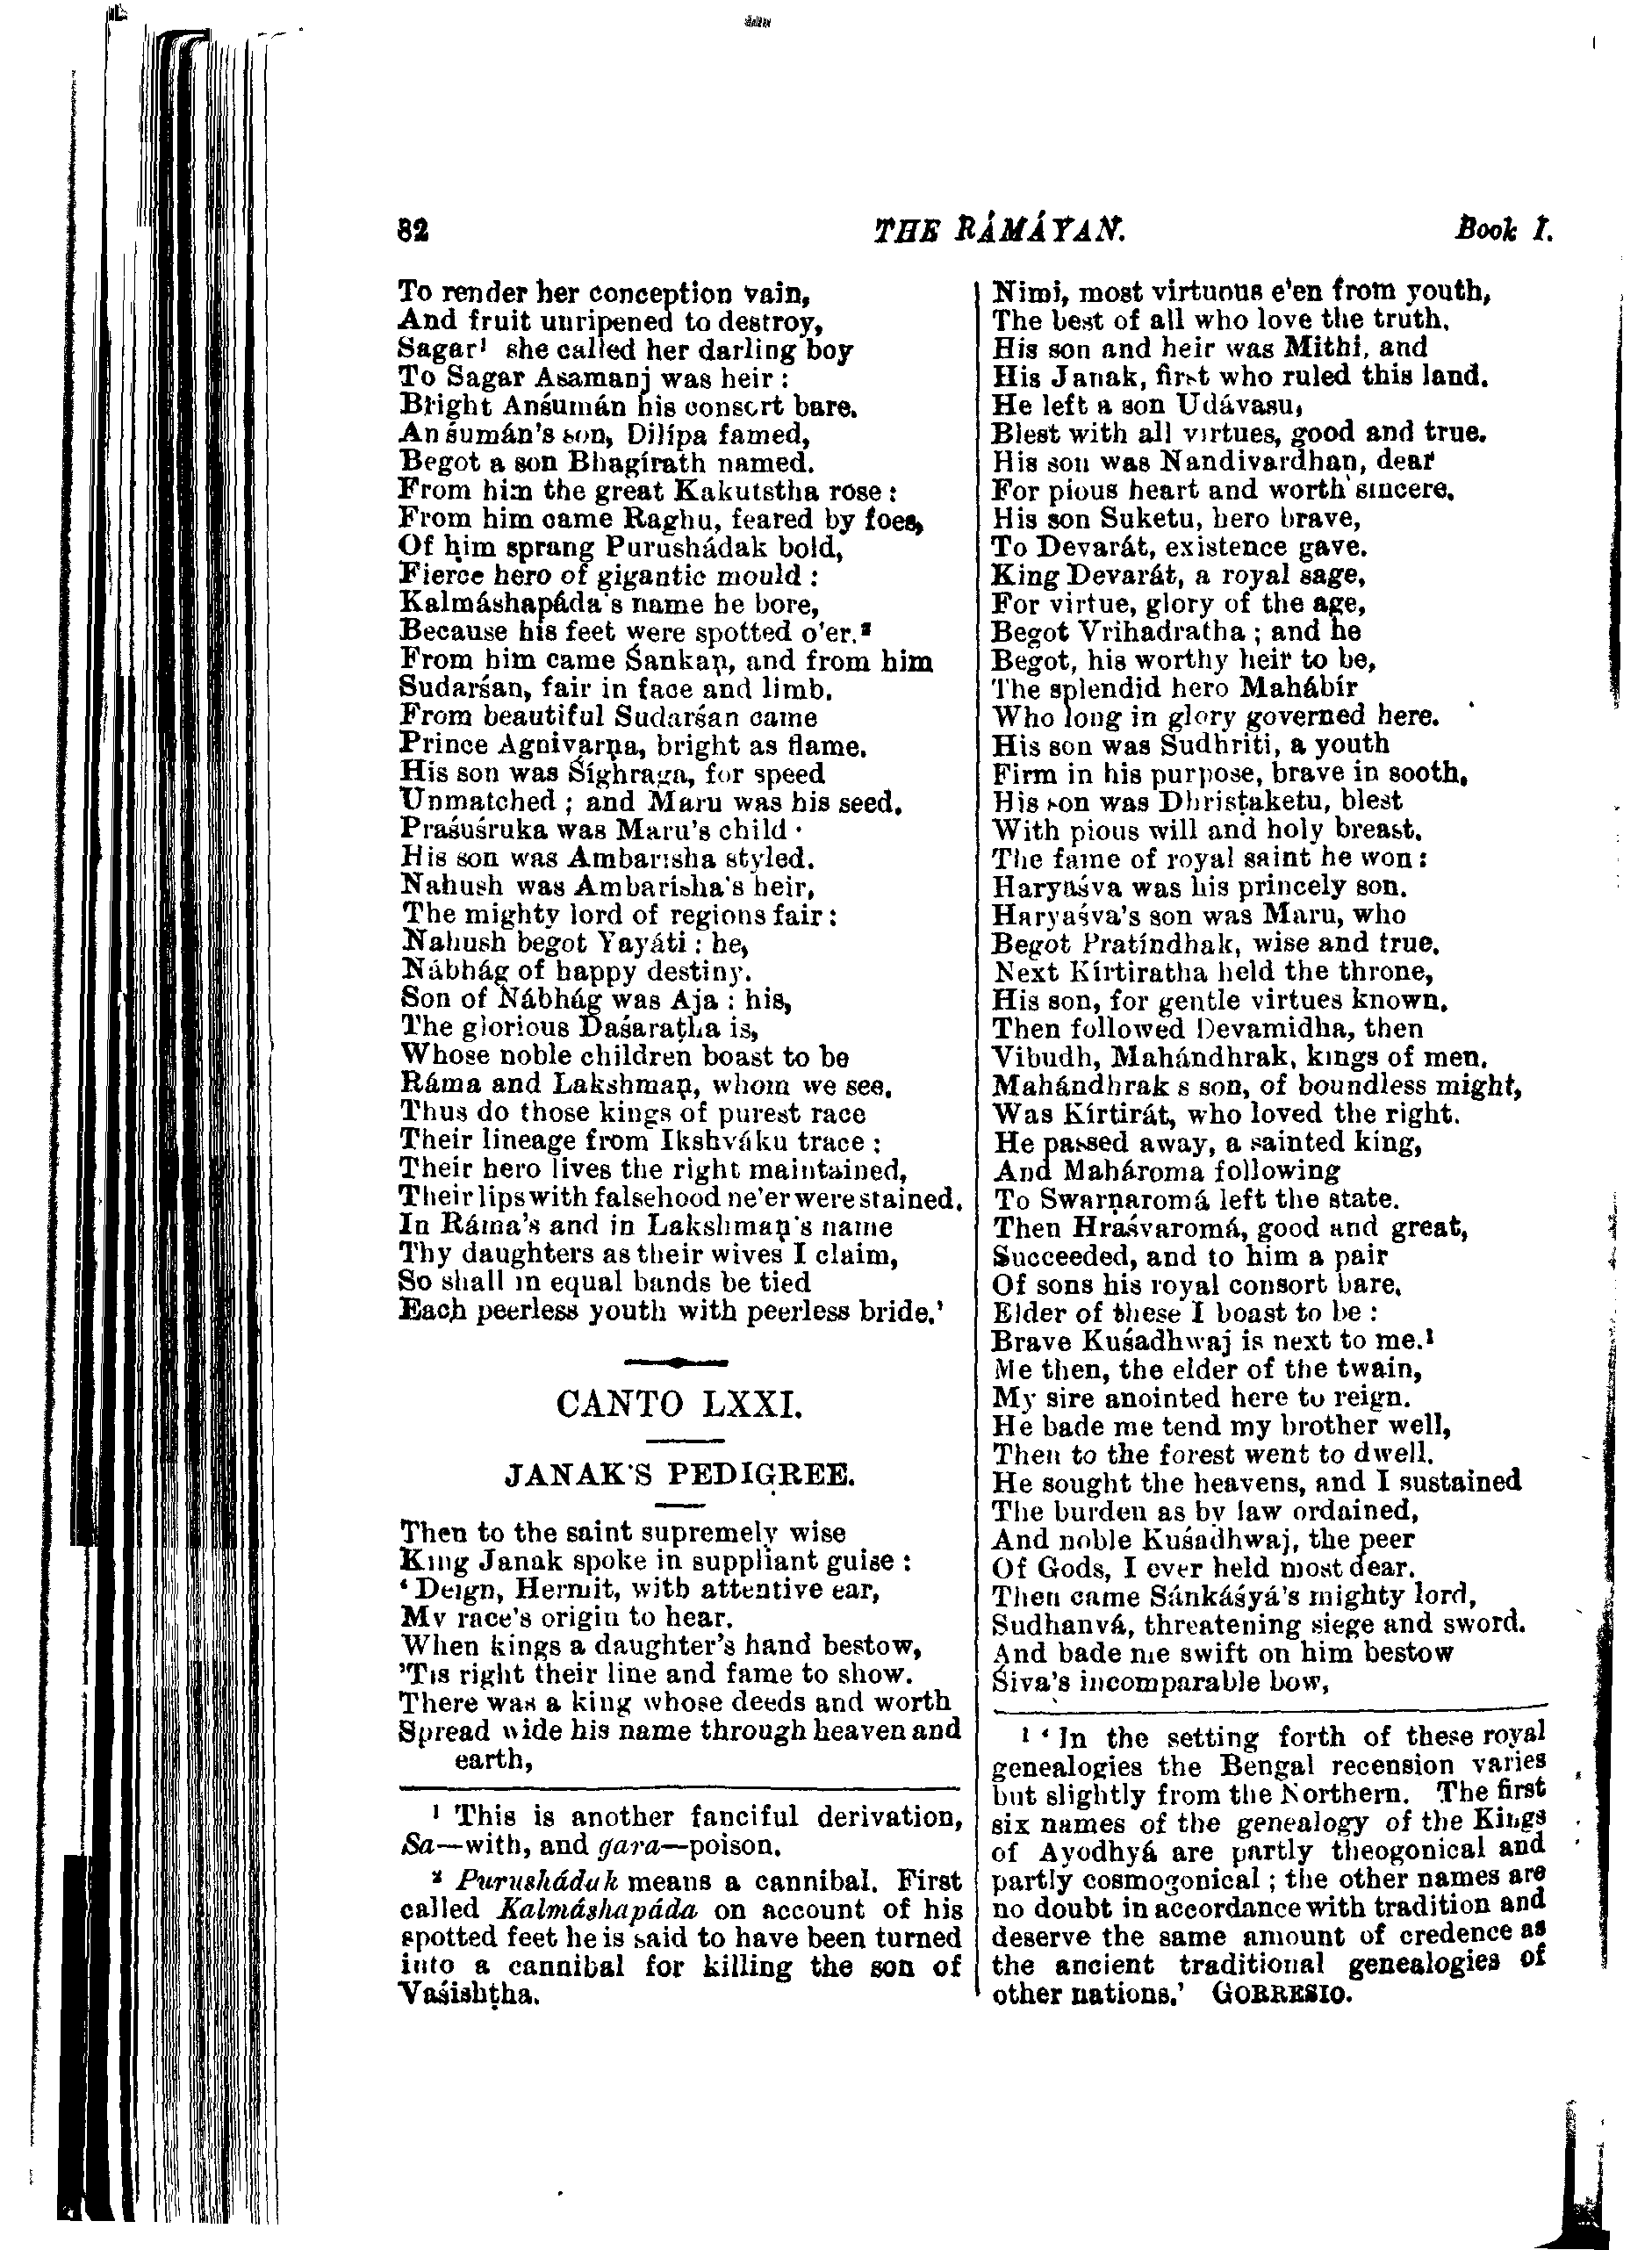 82
THE RÁMÁYAN.
Book I.
To render her conception vain,
And fruit unripened to destroy,
Sagar¹ she called her darling boy
To Sagar Asamanj was heir :
Bright Anśumán his consort bare.
Anśumán's son, Dilípa famed,
Begot a son Bhagírath named.
From him the great Kakutstha rose :
From him came Raghu, feared by foes,
Of him sprang Purushádak bold,
Fierce hero of gigantic mould :
Kalmáshapáda's name he bore,
Because his feet were spotted o'er.²
From him came Śankaṇ, and from him
Sudarśan, fair in face and limb.
From beautiful Sudarśan came
Prince Agnivarṇa, bright as flame.
His son was Śíghraga, for speed
Unmatched ; and Maru was his seed.
Praśuśruka was Maru's child ·
His son was Ambarisha styled.
Nahush was Ambarísha's heir,
The mighty lord of regions fair :
Nahush begot Yayáti : he,
Nábhág of happy destiny.
Son of Nábhág was Aja : his,
The glorious Daśaraṭha is,
Whose noble children boast to be
Ráma and Lakshmaṇ, whom we see.
Thus do those kings of purest race
Their lineage from Ikshváku trace ;
Their hero lives the right maintained,
Their lips with falsehood ne'er were stained.
In Ráma's and in Lakshmaṇ's name
Thy daughters as their wives I claim,
So shall in equal bands be tied
Each peerless youth with peerless bride.'
CANTO LXXI.
JANAK'S PEDIGREE.
Then to the saint supremely wise
King Janak spoke in suppliant guise :
‘ Deign, Hermit, with attentive ear,
My race's origin to hear.
When kings a daughter's hand bestow,
'Tis right their line and fame to show.
There was a king whose deeds and worth
Spread wide his name through heaven and
earth,
¹ This is another fanciful derivation,
Sa—with, and gara—poison.
² Purushádak means a cannibal. First
called Kalmáshapáda on account of his
spotted feet he is said to have been turned
into a cannibal for killing the son of
Vaśishṭha.
Nimi, most virtuous e'en from youth,
The best of all who love the truth.
His son and heir was Mithi, and
His Janak, first who ruled this land.
He left a son Udávasu,
Blest with all virtues, good and true.
His son was Nandivardhan, dear
For pious heart and worth sincere.
His son Suketu, hero brave,
To Devarát, existence gave.
King Devarát, a royal sage,
For virtue, glory of the age,
Begot Vrihadratha ; and he
Begot, his worthy heir to be,
The splendid hero Mahábír
Who long in glory governed here.
His son was Sudhriti, a youth
Firm in his purpose, brave in sooth,
His son was Dhrisṭaketu, blest
With pious will and holy breast.
The fame of royal saint he won :
Haryaśva was his princely son.
Haryaśva's son was Maru, who
Begot Pratíndhak, wise and true.
Next Kírtiratha held the throne,
His son, for gentle virtues known.
Then followed Devamidha, then
Vibudh, Mahándhrak, kings of men.
Mahándhrak s son, of boundless might,
Was Kírtirát, who loved the right.
He passed away, a sainted king,
And Mahároma following
To Swarṇaromá left the state.
Then Hraśvaromá, good and great,
Succeeded, and to him a pair
Of sons his royal consort bare.
Elder of these I boast to be :
Brave Kuśadhwaj is next to me.¹
Me then, the elder of the twain,
My sire anointed here to reign.
He bade me tend my brother well,
Then to the forest went to dwell.
He sought the heavens, and I sustained
The burden as by law ordained,
And noble Kuśadhwaj, the peer
Of Gods, I ever held most dear.
Then came Sánkáśyá's mighty lord,
Sudhanvá, threatening siege and sword.
And bade me swift on him bestow
Śiva's incomparable bow,
¹ ‘ In the setting forth of these royal
genealogies the Bengal recension varies
but slightly from the Northern. The first
six names of the genealogy of the Kings
of Ayodhyá are partly theogonical and
partly cosmogonical ; the other names are
no doubt in accordance with tradition and
deserve the same amount of credence as
the ancient traditional genealogies of
other nations.' GORRESIO.